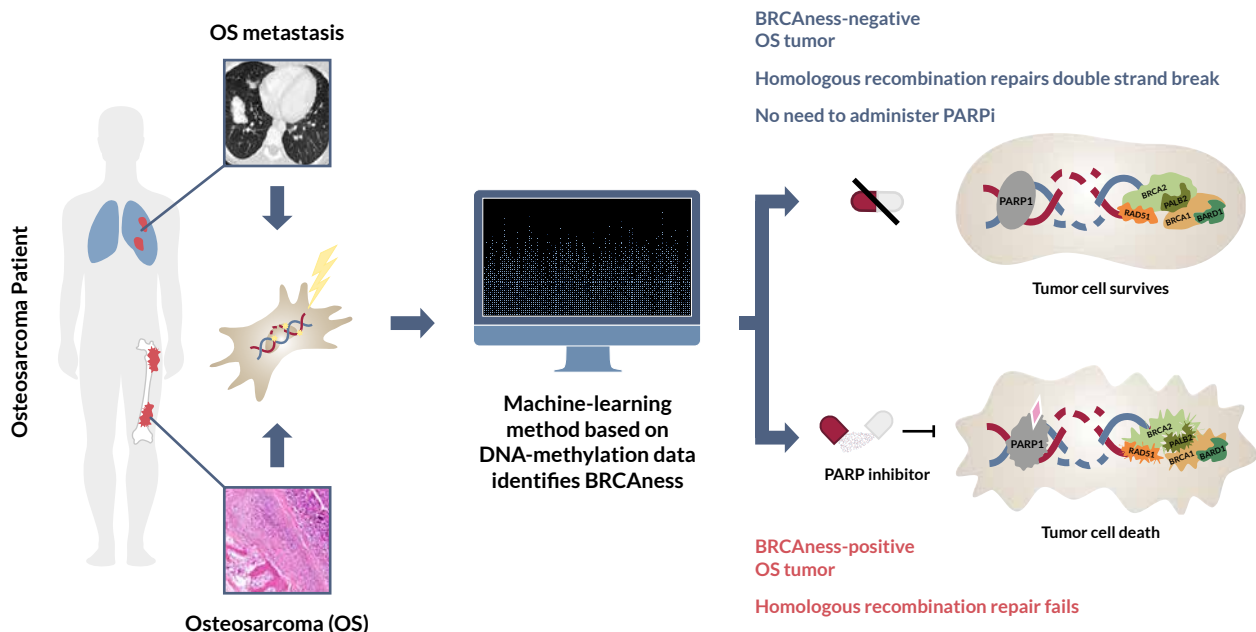 Osteosarcoma Patient
OS metastasis
Osteosarcoma (OS)
Machine-learning
method based on
DNA-methylation data
identifies BRCAness
BRCAness-negative
OS tumor
Homologous recombination repairs double strand break
No need to administer PARPi
PARP1
BRCA2
PALB2
RAD51
BRCA1
BARD1
Tumor cell survives
PARP inhibitor
PARP1
BRCA2
PALB2
RAD51
BRCA1
BARD1
Tumor cell death
BRCAness-positive
OS tumor
Homologous recombination repair fails